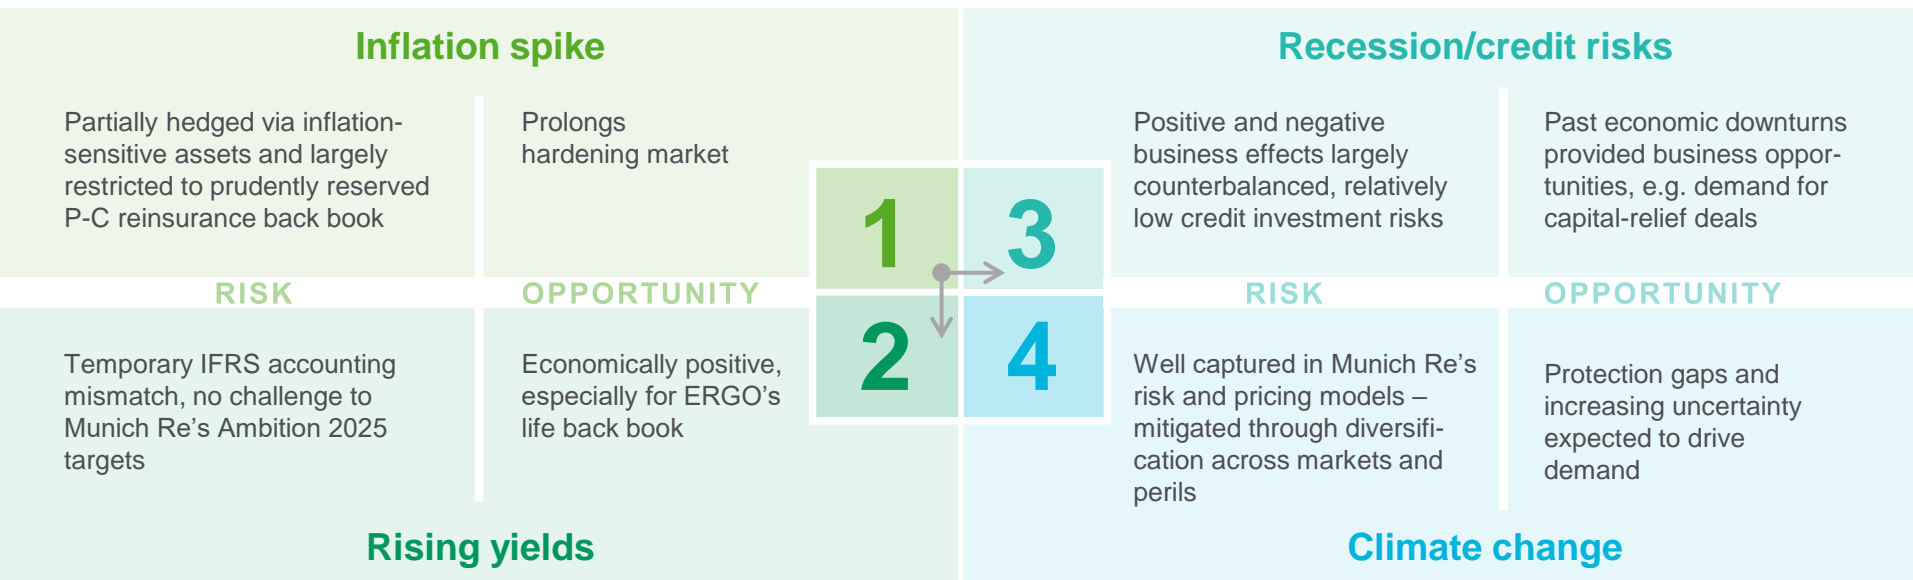 Inflation spike
Partially hedged via inflation-
sensitive assets and largely
restricted to prudently reserved
P-C reinsurance back book
Prolongs
hardening market
1
RISK
OPPORTUNITY
2
Temporary IFRS accounting
mismatch, no challenge to
Munich Re’s Ambition 2025
targets
Economically positive,
especially for ERGO’s
life back book
Rising yields
Recession/credit risks
3
Positive and negative
business effects largely
counterbalanced, relatively
low credit investment risks
Past economic downturns
provided business oppor-
tunities, e.g. demand for
capital-relief deals
RISK
OPPORTUNITY
4
Well captured in Munich Re’s
risk and pricing models –
mitigated through diversifi-
cation across markets and
perils
Protection gaps and
increasing uncertainty
expected to drive
demand
Climate change